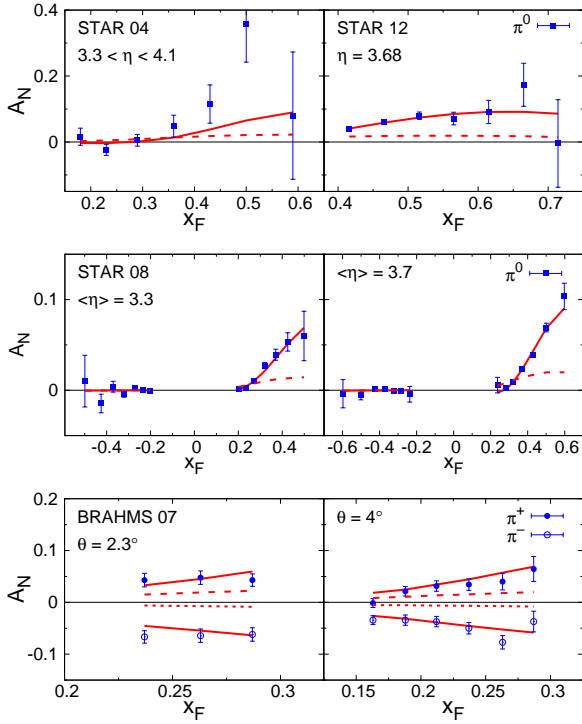 STAR 04
3.3 < η < 4.1
STAR 12
η = 3.68
π⁰
A_N
0.4
0.2
0
0.2 0.3 0.4 0.5 0.6
0.4 0.5 0.6 0.7
x_F
x_F
STAR 08
<η> = 3.3
<η> = 3.7
π⁰
A_N
0.1
0
-0.4 -0.2 0 0.2 0.4
-0.6 -0.4 -0.2 0 0.2 0.4 0.6
x_F
x_F
BRAHMS 07
θ = 2.3°
θ = 4°
π⁺
π⁻
A_N
0.2
0.1
0
-0.1
0.2 0.25 0.3
0.15 0.2 0.25 0.3
x_F
x_F